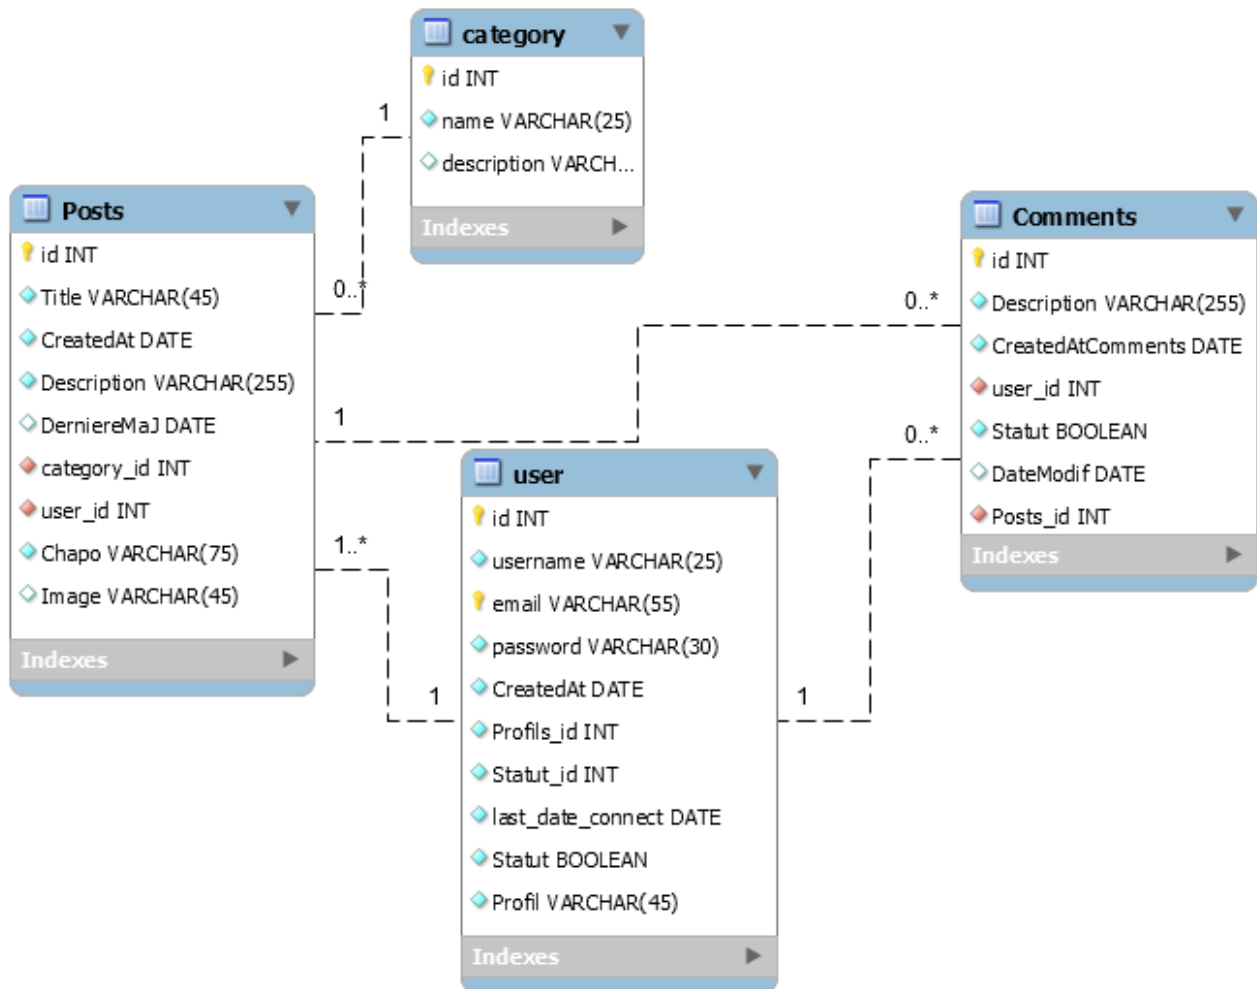 category
id INT
name VARCHAR(25)
description VARCH...
Indexes
1
0..*
Posts
id INT
Title VARCHAR(45)
CreatedAt DATE
Description VARCHAR(255)
DerniereMaJ DATE
category_id INT
user_id INT
Chapo VARCHAR(75)
Image VARCHAR(45)
Indexes
1
1..*
1
user
id INT
username VARCHAR(25)
email VARCHAR(55)
password VARCHAR(30)
CreatedAt DATE
Profils_id INT
Statut_id INT
last_date_connect DATE
Statut BOOLEAN
Profil VARCHAR(45)
Indexes
1
0..*
0..*
Comments
id INT
Description VARCHAR(255)
CreatedAtComments DATE
user_id INT
Statut BOOLEAN
DateModif DATE
Posts_id INT
Indexes